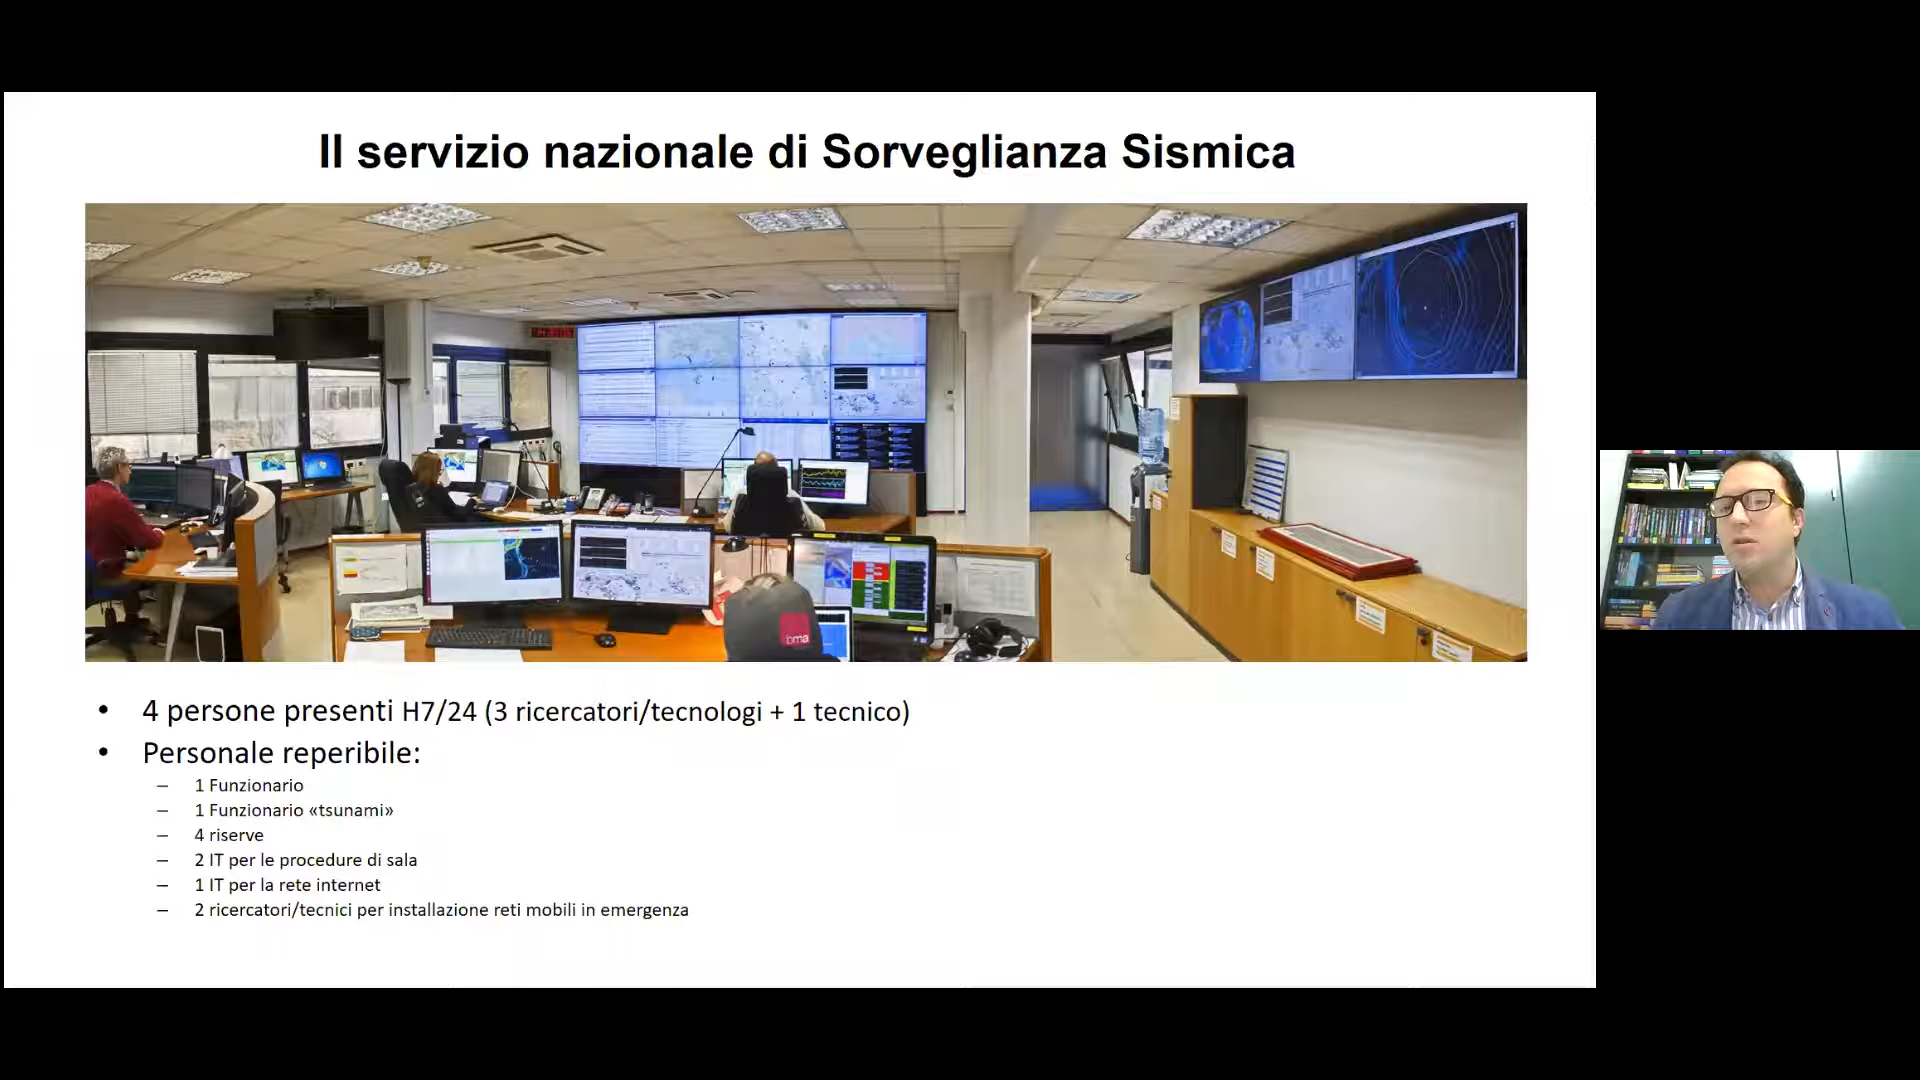 Il servizio nazionale di Sorveglianza Sismica
bma
• 4 persone presenti H7/24 (3 ricercatori/tecnologi + 1 tecnico)
• Personale reperibile:
– 1 Funzionario
– 1 Funzionario «tsunami»
– 4 riserve
– 2 IT per le procedure di sala
– 1 IT per la rete internet
– 2 ricercatori/tecnici per installazione reti mobili in emergenza